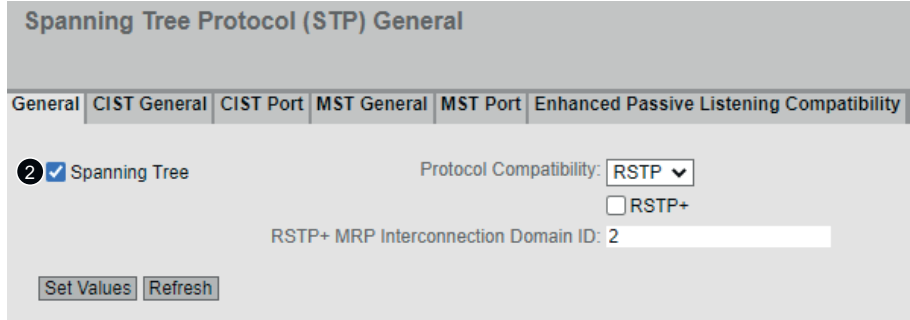 Spanning Tree Protocol (STP) General
General CIST General CIST Port MST General MST Port Enhanced Passive Listening Compatibility
2 Spanning Tree Protocol Compatibility: RSTP
RSTP+
RSTP+ MRP Interconnection Domain ID: 2
Set Values Refresh